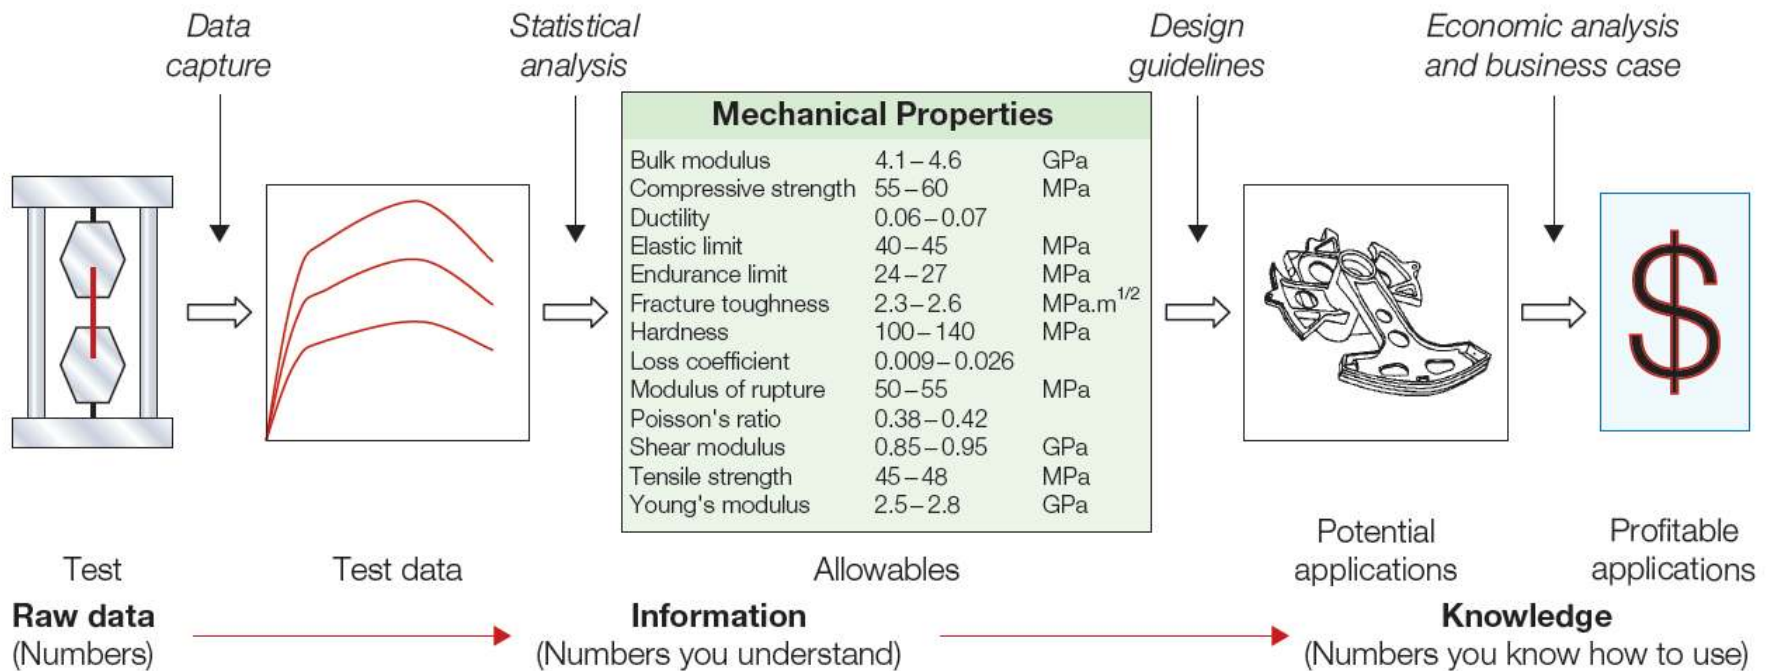 Data
capture
Statistical
analysis
Design
guidelines
Economic analysis
and business case
Mechanical Properties
Bulk modulus 4.1–4.6 GPa
Compressive strength 55–60 MPa
Ductility 0.06–0.07
Elastic limit 40–45 MPa
Endurance limit 24–27 MPa
Fracture toughness 2.3–2.6 MPa.m^1/2
Hardness 100–140 MPa
Loss coefficient 0.009–0.026
Modulus of rupture 50–55 MPa
Poisson's ratio 0.38–0.42
Shear modulus 0.85–0.95 GPa
Tensile strength 45–48 MPa
Young's modulus 2.5–2.8 GPa
$
Test
Test data
Allowables
Potential
applications
Profitable
applications
Raw data
(Numbers)
Information
(Numbers you understand)
Knowledge
(Numbers you know how to use)